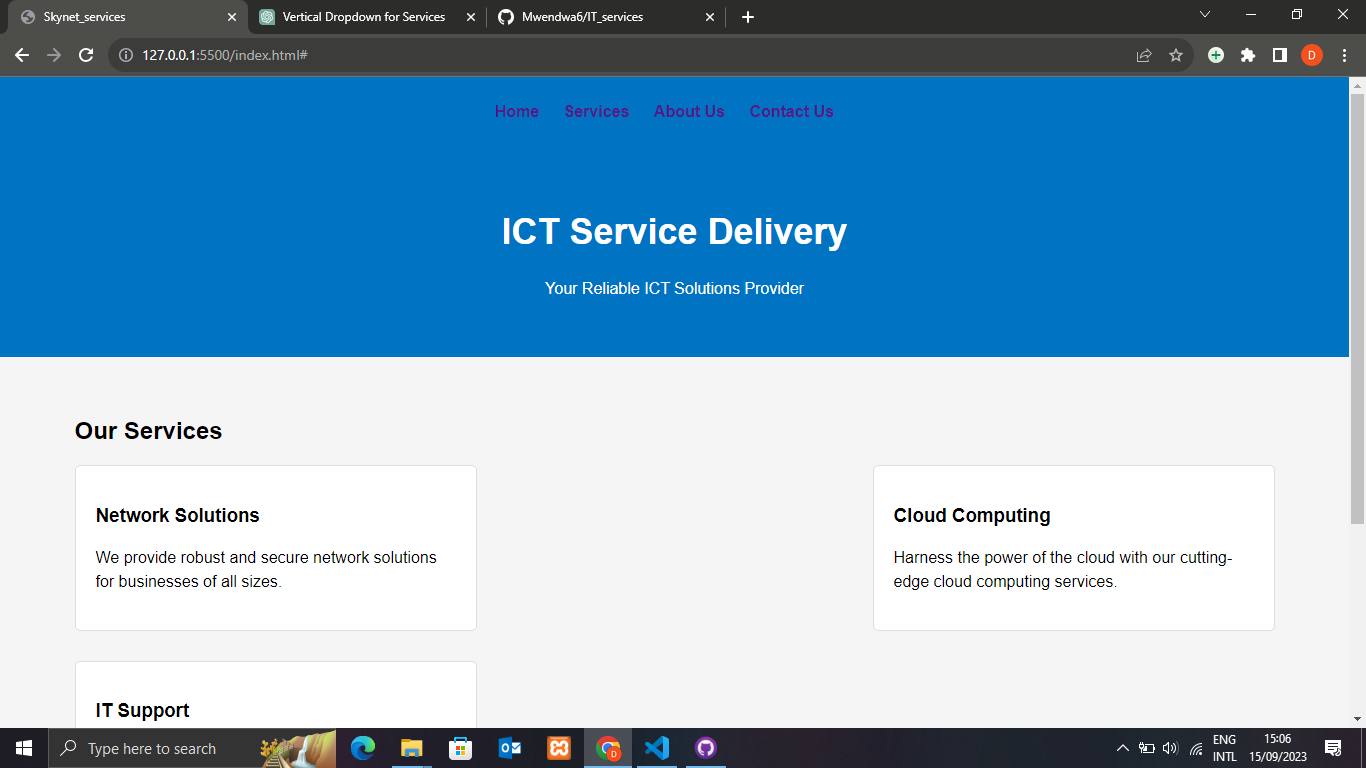 Skynet_services
Vertical Dropdown for Services
Mwendwa6/IT_services
127.0.0.1:5500/index.html#
D
Home Services About Us Contact Us
ICT Service Delivery
Your Reliable ICT Solutions Provider
Our Services
Network Solutions
We provide robust and secure network solutions
for businesses of all sizes.
Cloud Computing
Harness the power of the cloud with our cutting-
edge cloud computing services.
IT Support
Type here to search
D
ENG
INTL
15:06
15/09/2023